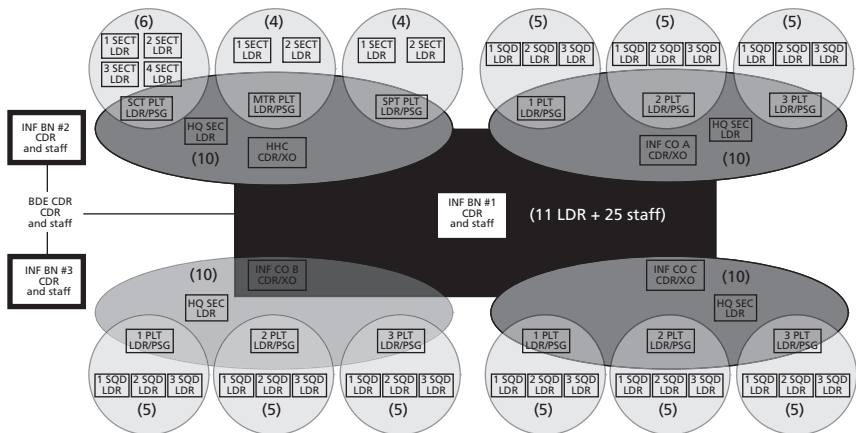 (6)
1 SECT LDR
2 SECT LDR
3 SECT LDR
4 SECT LDR
SCT PLT
LDR/PSG
(4)
1 SECT LDR
2 SECT LDR
MTR PLT
LDR/PSG
(4)
1 SECT LDR
2 SECT LDR
SPT PLT
LDR/PSG
HQ SEC
LDR
(10)
HHC
CDR/XO
(5)
1 SQD LDR
2 SQD LDR
3 SQD LDR
1 PLT
LDR/PSG
(5)
1 SQD LDR
2 SQD LDR
3 SQD LDR
2 PLT
LDR/PSG
(5)
1 SQD LDR
2 SQD LDR
3 SQD LDR
3 PLT
LDR/PSG
HQ SEC
LDR
INF CO A
CDR/XO
(10)
INF BN #2
CDR
and staff
BDE CDR
CDR
and staff
INF BN #3
CDR
and staff
INF BN #1
CDR
and staff
(11 LDR + 25 staff)
(10)
INF CO B
CDR/XO
HQ SEC
LDR
1 PLT
LDR/PSG
2 PLT
LDR/PSG
3 PLT
LDR/PSG
1 SQD LDR
2 SQD LDR
3 SQD LDR
(5)
1 SQD LDR
2 SQD LDR
3 SQD LDR
(5)
1 SQD LDR
2 SQD LDR
3 SQD LDR
(5)
INF CO C
CDR/XO
(10)
HQ SEC
LDR
1 PLT
LDR/PSG
2 PLT
LDR/PSG
3 PLT
LDR/PSG
1 SQD LDR
2 SQD LDR
3 SQD LDR
(5)
1 SQD LDR
2 SQD LDR
3 SQD LDR
(5)
1 SQD LDR
2 SQD LDR
3 SQD LDR
(5)